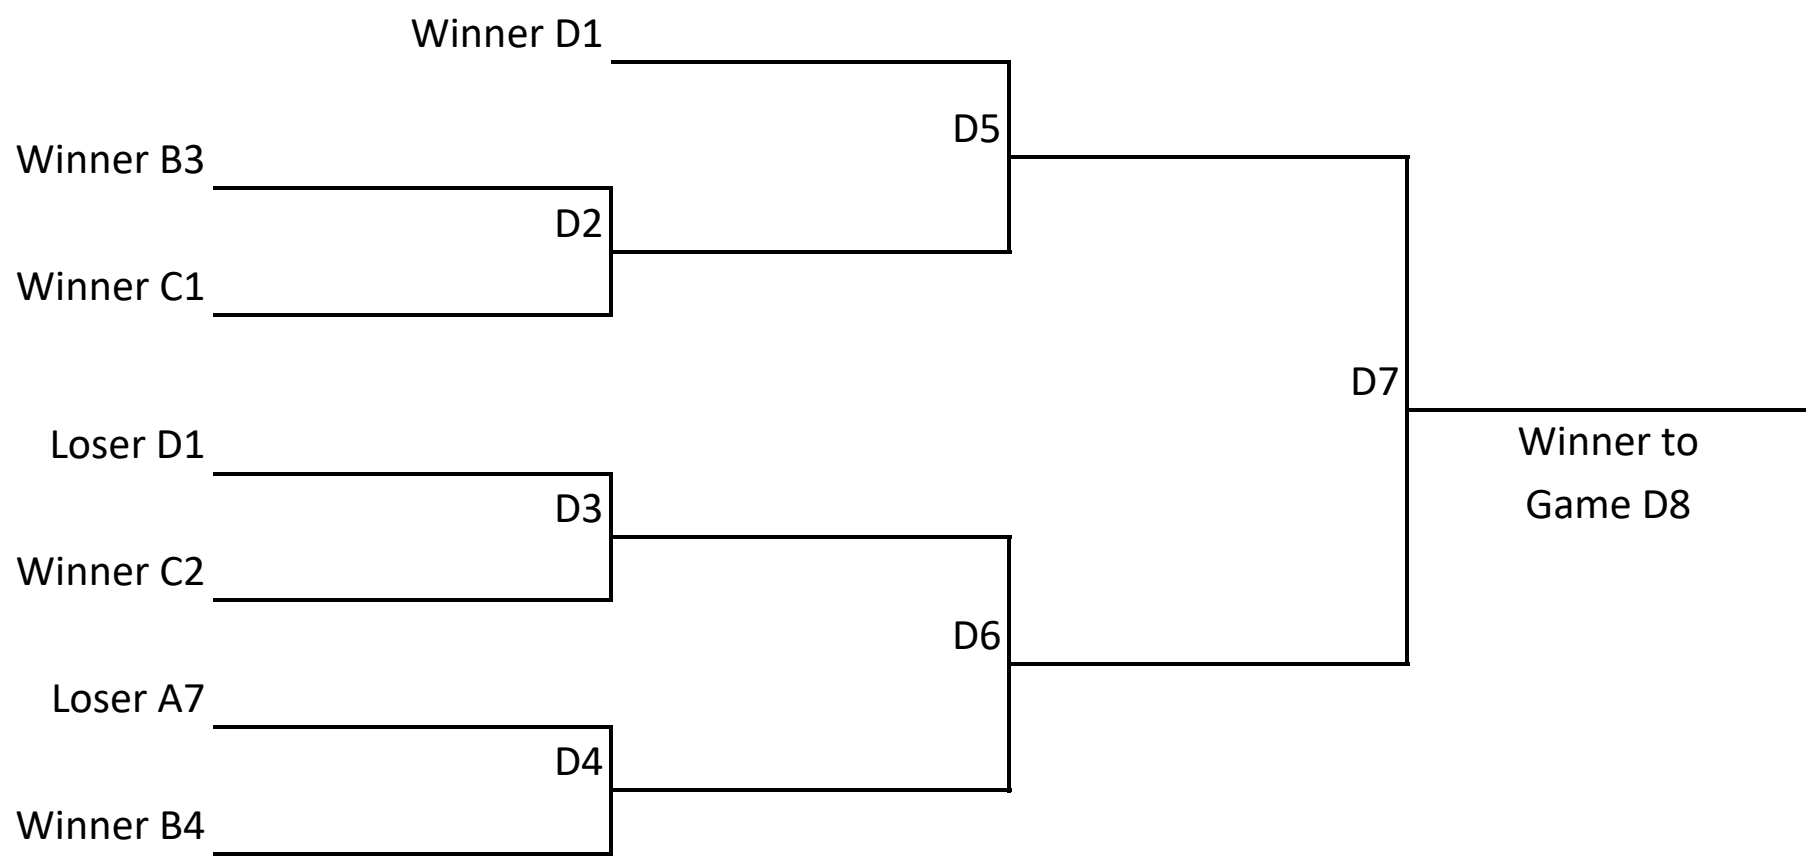 Winner D1
D5
Winner B3
D2
Winner C1
D7
Winner to
Game D8
Loser D1
D3
Winner C2
D6
Loser A7
D4
Winner B4